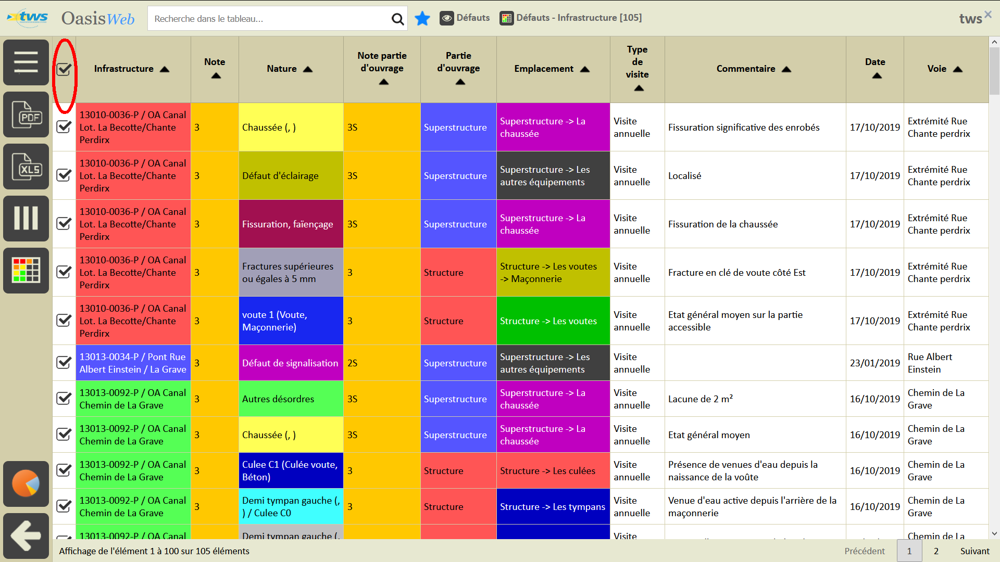 tws OasisWeb Recherche dans le tableau... Défauts Défauts - Infrastructure [105] tws
Infrastructure Note Nature Note partie d'ouvrage Partie d'ouvrage Emplacement Type de visite Commentaire Date Voie
13010-0036-P / OA Canal Lot. La Becotte/Chante Perdirx 3 Chaussée (, ) 3S Superstructure Superstructure -> La chaussée Visite annuelle Fissuration significative des enrobés 17/10/2019 Extrémité Rue Chante perdrix
13010-0036-P / OA Canal Lot. La Becotte/Chante Perdirx 3 Défaut d'éclairage 3S Superstructure Superstructure -> Les autres équipements Visite annuelle Localisé 17/10/2019 Extrémité Rue Chante perdrix
13010-0036-P / OA Canal Lot. La Becotte/Chante Perdirx 3 Fissuration, faïençage 3S Superstructure Superstructure -> La chaussée Visite annuelle Fissuration de la chaussée 17/10/2019 Extrémité Rue Chante perdrix
13010-0036-P / OA Canal Lot. La Becotte/Chante Perdirx 3 Fractures supérieures ou égales à 5 mm 3 Structure Structure -> Les voutes -> Maçonnerie Visite annuelle Fracture en clé de voute côté Est 17/10/2019 Extrémité Rue Chante perdrix
13010-0036-P / OA Canal Lot. La Becotte/Chante Perdirx 3 voute 1 (Voute, Maçonnerie) 3 Structure Structure -> Les voutes Visite annuelle Etat général moyen sur la partie accessible 17/10/2019 Extrémité Rue Chante perdrix
13013-0034-P / Pont Rue Albert Einstein / La Grave 3 Défaut de signalisation 2S Superstructure Superstructure -> Les autres équipements Visite annuelle 23/01/2019 Rue Albert Einstein
13013-0092-P / OA Canal Chemin de La Grave 3 Autres désordres 3S Superstructure Superstructure -> La chaussée Visite annuelle Lacune de 2 m² 16/10/2019 Chemin de La Grave
13013-0092-P / OA Canal Chemin de La Grave 3 Chaussée (, ) 3S Superstructure Superstructure -> La chaussée Visite annuelle Etat général moyen 16/10/2019 Chemin de La Grave
13013-0092-P / OA Canal Chemin de La Grave 3 Culee C1 (Culée voute, Béton) 3 Structure Structure -> Les culées Visite annuelle Présence de venues d'eau depuis la naissance de la voûte 16/10/2019 Chemin de La Grave
13013-0092-P / OA Canal Chemin de La Grave 3 Demi tympan gauche (, ) / Culee C0 3 Structure Structure -> Les tympans Visite annuelle Venue d'eau active depuis l'arrière de la maçonnerie 16/10/2019 Chemin de La Grave
13013-0092-P / OA Canal Demi tympan gauche (, Visite Chemin de La
PDF
XLS
Affichage de l'élément 1 à 100 sur 105 éléments Précédent 1 2 Suivant